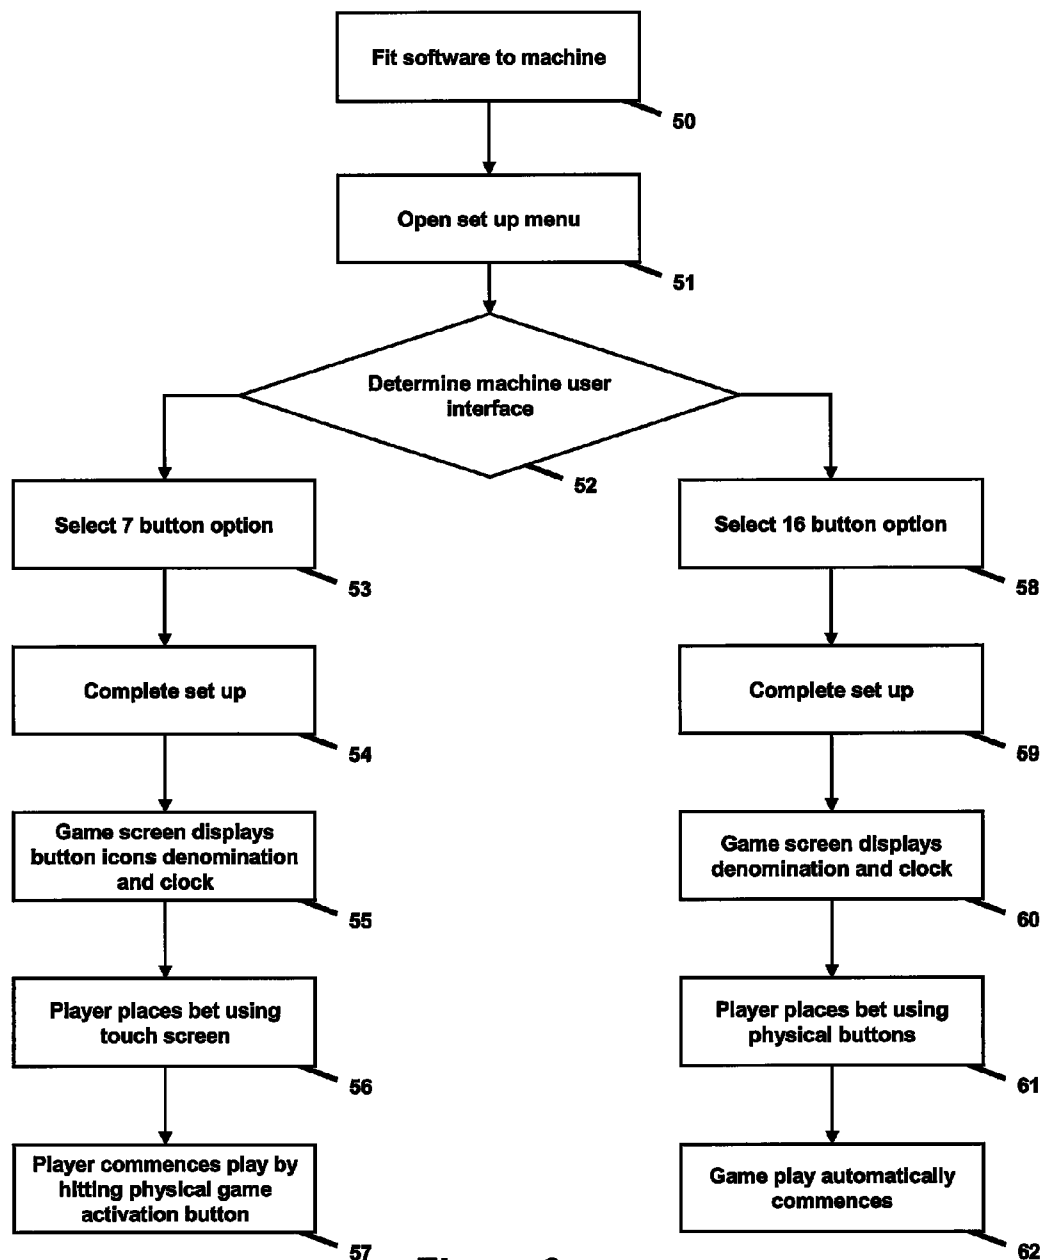 Fit software to machine
50
Open set up menu
51
Determine machine user
interface
52
Select 7 button option
53
Complete set up
54
Game screen displays
button icons denomination
and clock
55
Player places bet using
touch screen
56
Player commences play by
hitting physical game
activation button
57
Select 16 button option
58
Complete set up
59
Game screen displays
denomination and clock
60
Player places bet using
physical buttons
61
Game play automatically
commences
62